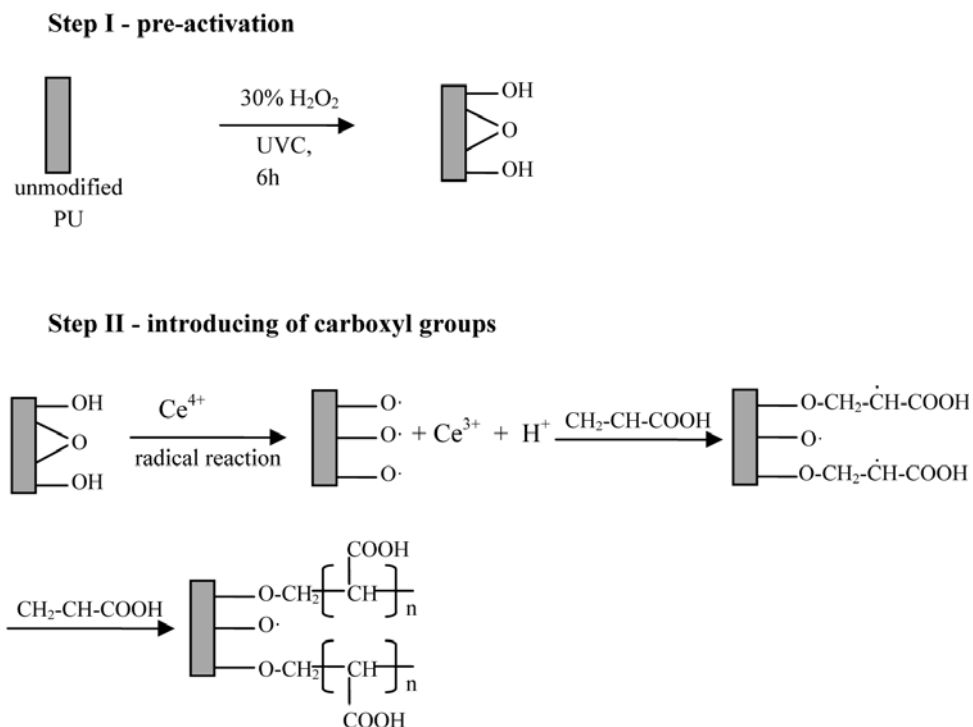 Step I - pre-activation
30% H₂O₂
UVC,
6h
unmodified
PU
OH
O
OH
Step II - introducing of carboxyl groups
OH
O
OH
Ce⁴⁺
radical reaction
O·
O· + Ce³⁺ + H⁺
O·
CH₂-CH-COOH
O-CH₂-ĊH-COOH
O·
O-CH₂-ĊH-COOH
CH₂-CH-COOH
COOH
O-CH₂[CH]n
O·
O-CH₂[CH]n
COOH